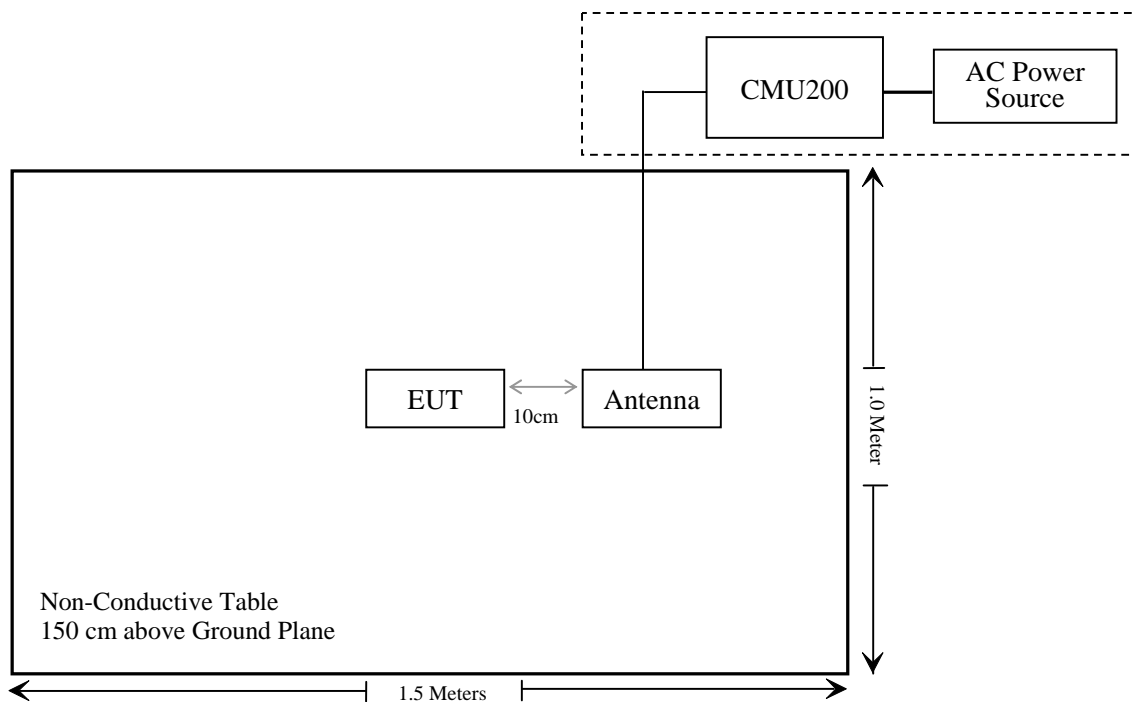 CMU200
AC Power
Source
EUT
10cm
Antenna
1.0 Meter
Non-Conductive Table
150 cm above Ground Plane
1.5 Meters